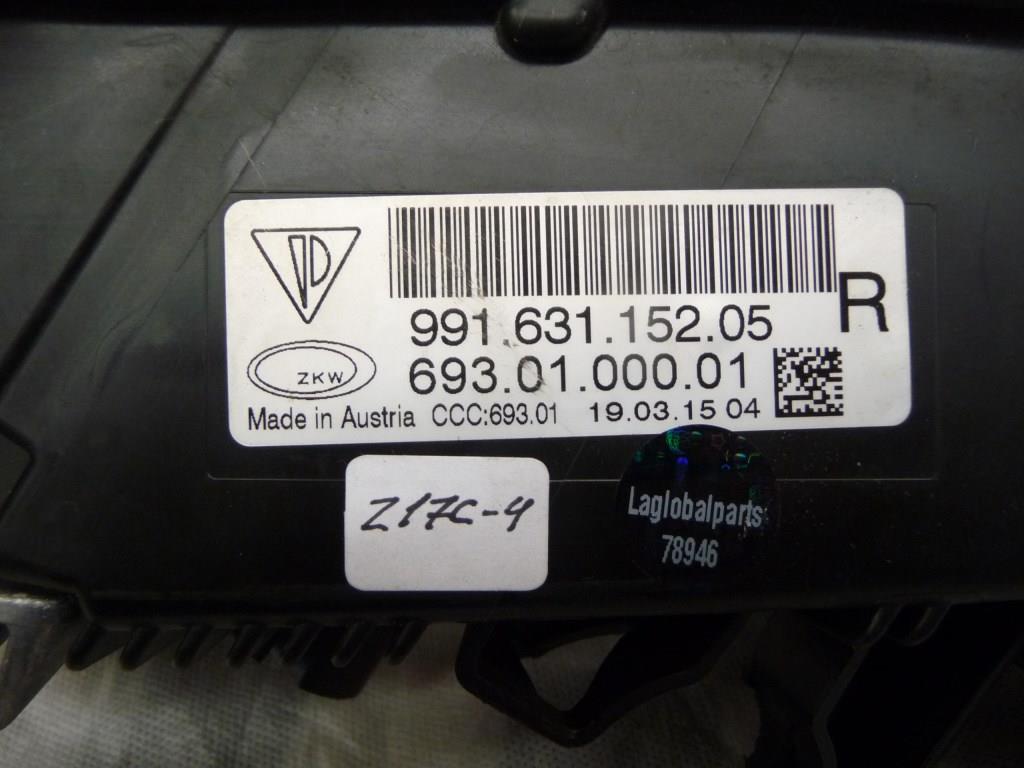 991.631.152.05
R
ZKW
693.01.000.01
Made in Austria CCC:693.01 19.03.15 04
Z17C-4
Laglobalparts
78946